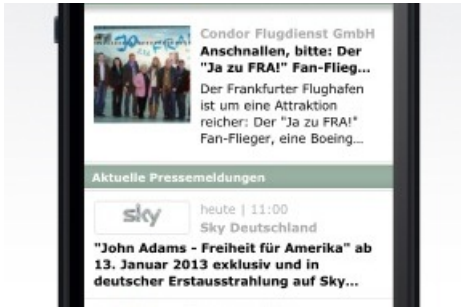 Condor Flugdienst GmbH
Anschnallen, bitte: Der
"Ja zu FRA!" Fan-Flieg...
Der Frankfurter Flughafen
ist um eine Attraktion
reicher: Der "Ja zu FRA!"
Fan-Flieger, eine Boeing...
Aktuelle Pressemeldungen
sky
heute | 11:00
Sky Deutschland
"John Adams - Freiheit für Amerika" ab
13. Januar 2013 exklusiv und in
deutscher Erstausstrahlung auf Sky...